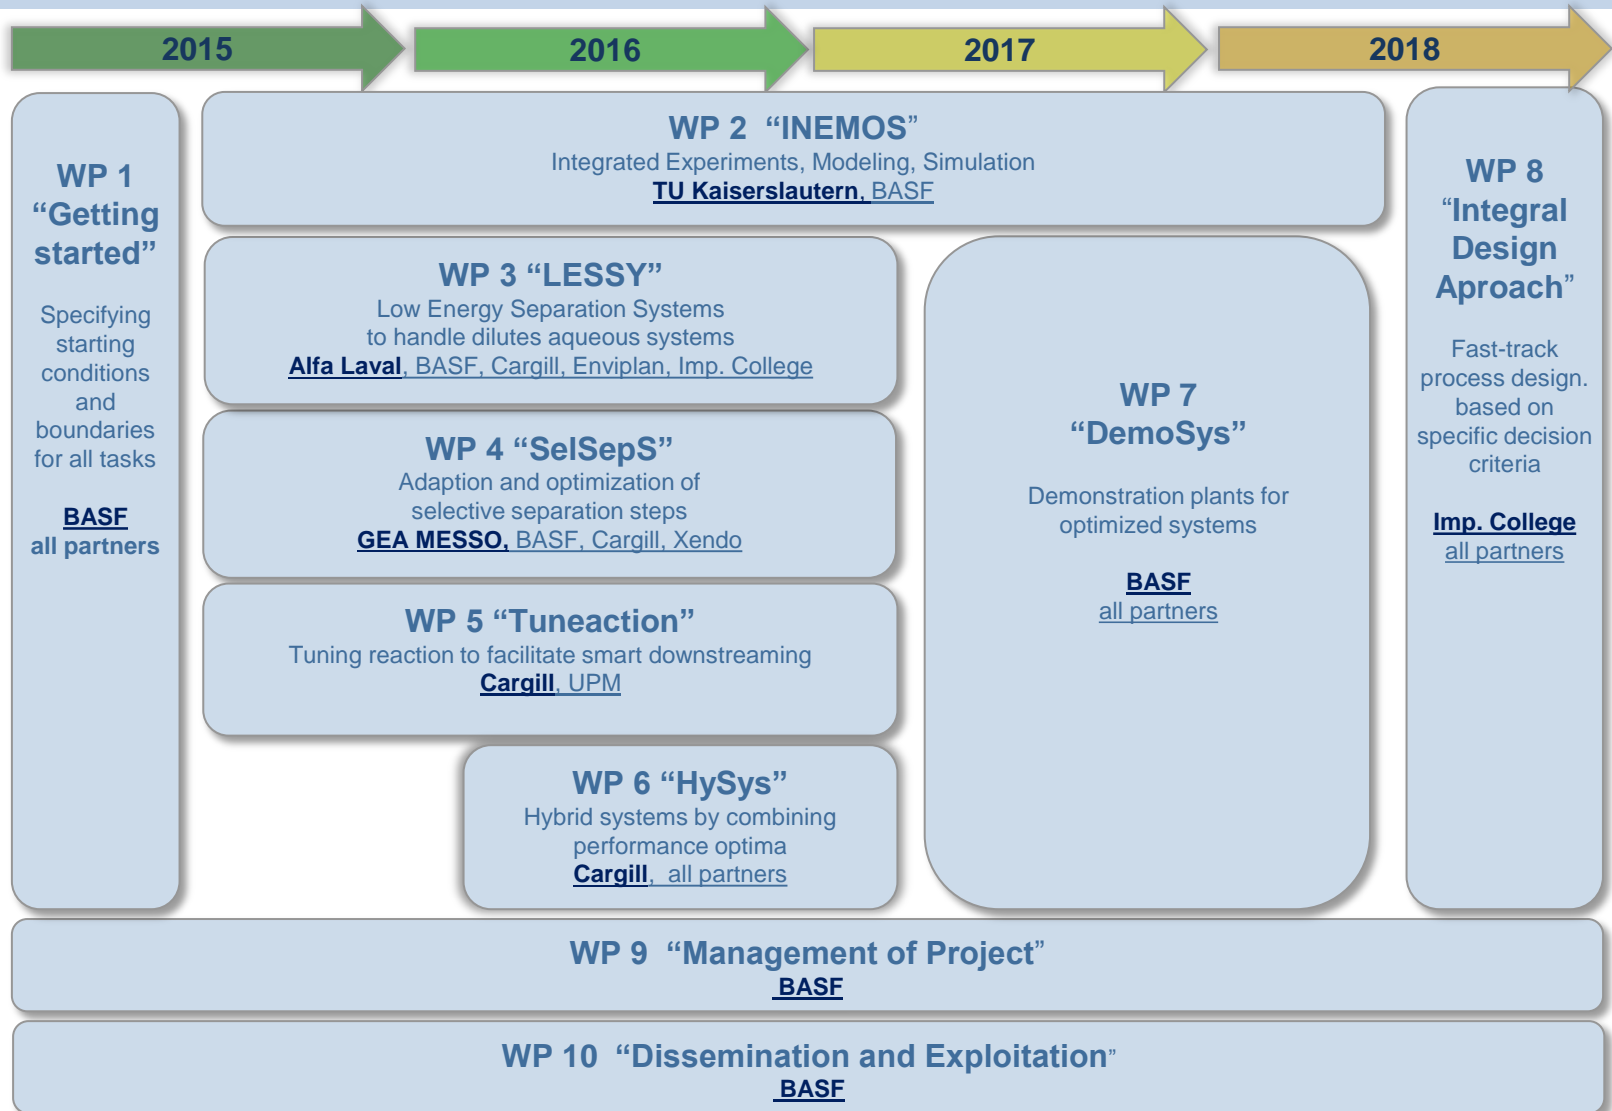 2015
2016
2017
2018
WP 1
“Getting
started”
Specifying
starting
conditions
and
boundaries
for all tasks
BASF
all partners
WP 2 “INEMOS”
Integrated Experiments, Modeling, Simulation
TU Kaiserslautern, BASF
WP 3 “LESSY”
Low Energy Separation Systems
to handle dilutes aqueous systems
Alfa Laval, BASF, Cargill, Enviplan, Imp. College
WP 4 “SelSepS”
Adaption and optimization of
selective separation steps
GEA MESSO, BASF, Cargill, Xendo
WP 5 “Tuneaction”
Tuning reaction to facilitate smart downstreaming
Cargill, UPM
WP 6 “HySys”
Hybrid systems by combining
performance optima
Cargill, all partners
WP 7
“DemoSys”
Demonstration plants for
optimized systems
BASF
all partners
WP 8
“Integral
Design
Aproach”
Fast-track
process design.
based on
specific decision
criteria
Imp. College
all partners
WP 9 “Management of Project”
BASF
WP 10 “Dissemination and Exploitation”
BASF